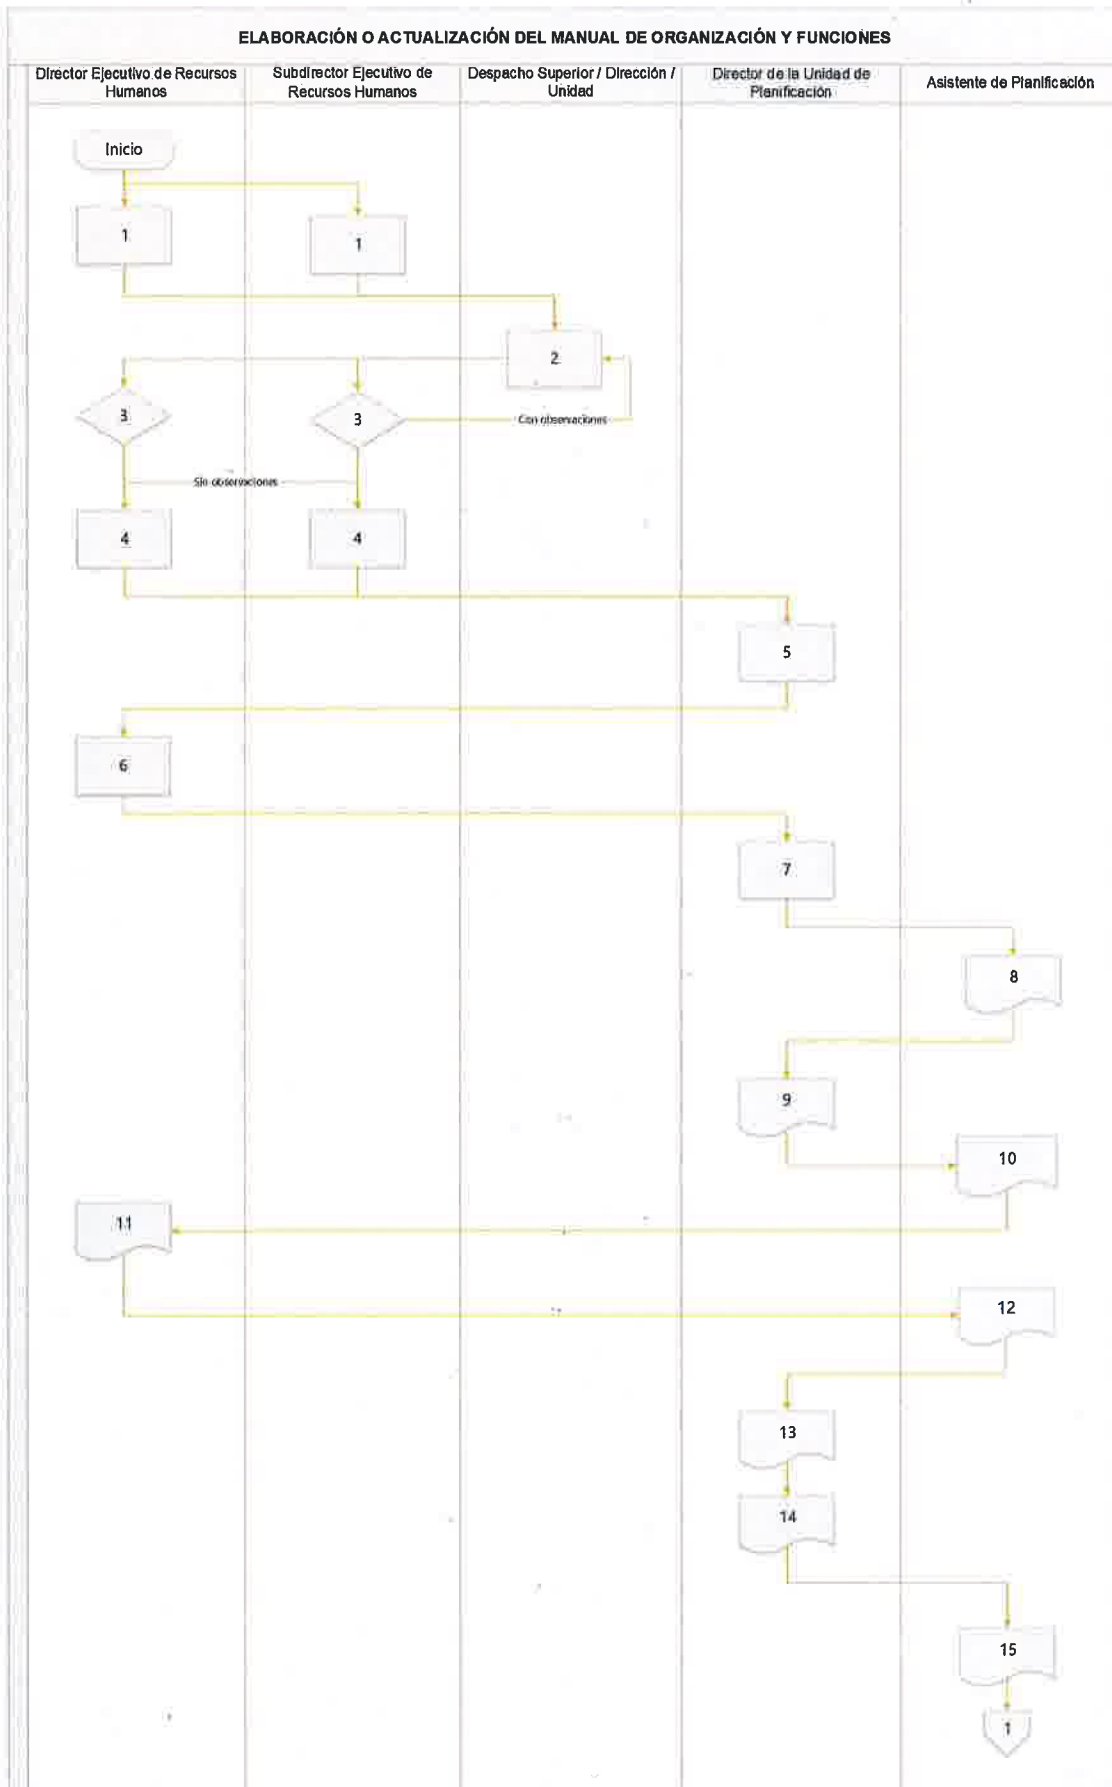 ELABORACIÓN O ACTUALIZACIÓN DEL MANUAL DE ORGANIZACIÓN Y FUNCIONES
Director Ejecutivo de Recursos
Humanos
Subdirector Ejecutivo de
Recursos Humanos
Despacho Superior / Dirección /
Unidad
Director de la Unidad de
Planificación
Asistente de Planificación
Inicio
1
1
2
3
3
Con observaciones
Sin observaciones
4
4
5
6
7
8
9
10
11
12
13
14
15
1